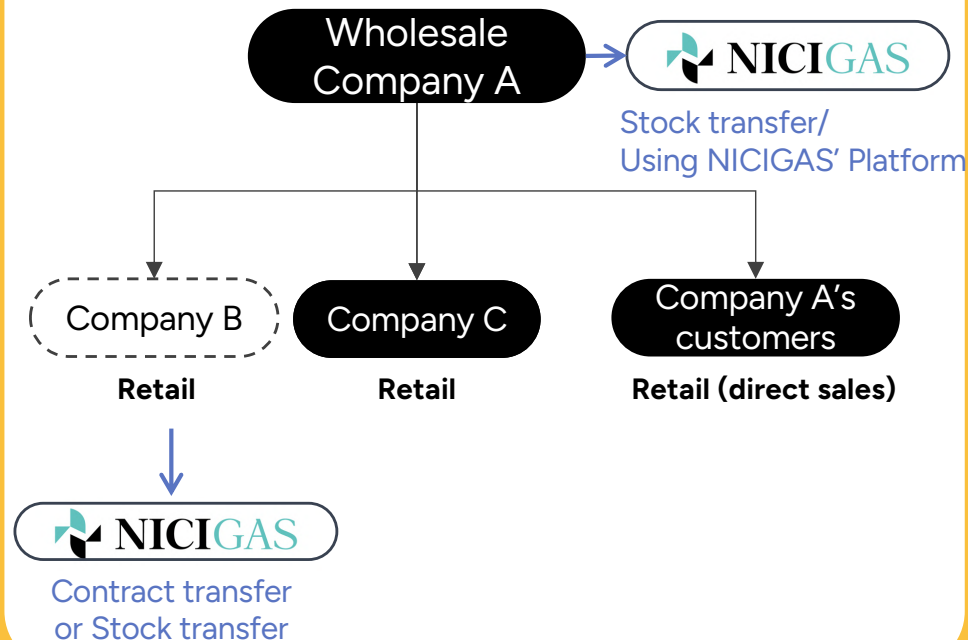 Wholesale
Company A
NICIGAS
Stock transfer/
Using NICIGAS’ Platform
Company B
Company C
Company A’s
customers
Retail
Retail
Retail (direct sales)
NICIGAS
Contract transfer
or Stock transfer